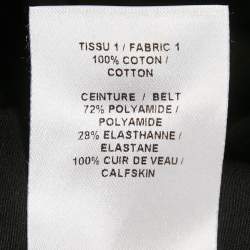 TISSU 1 / FABRIC 1
100% COTON /
COTTON
CEINTURE / BELT
72% POLYAMIDE /
POLYAMIDE
28% ELASTHANNE /
ELASTANE
100% CUIR DE VEAU /
CALFSKIN